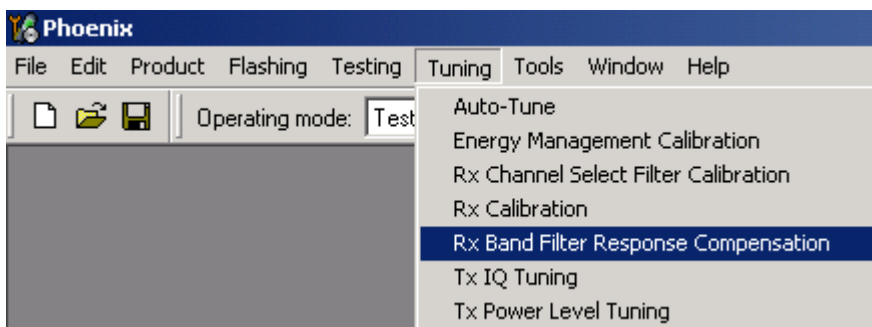 Phoenix
File Edit Product Flashing Testing Tuning Tools Window Help
Operating mode: Test
Auto-Tune
Energy Management Calibration
Rx Channel Select Filter Calibration
Rx Calibration
Rx Band Filter Response Compensation
Tx IQ Tuning
Tx Power Level Tuning